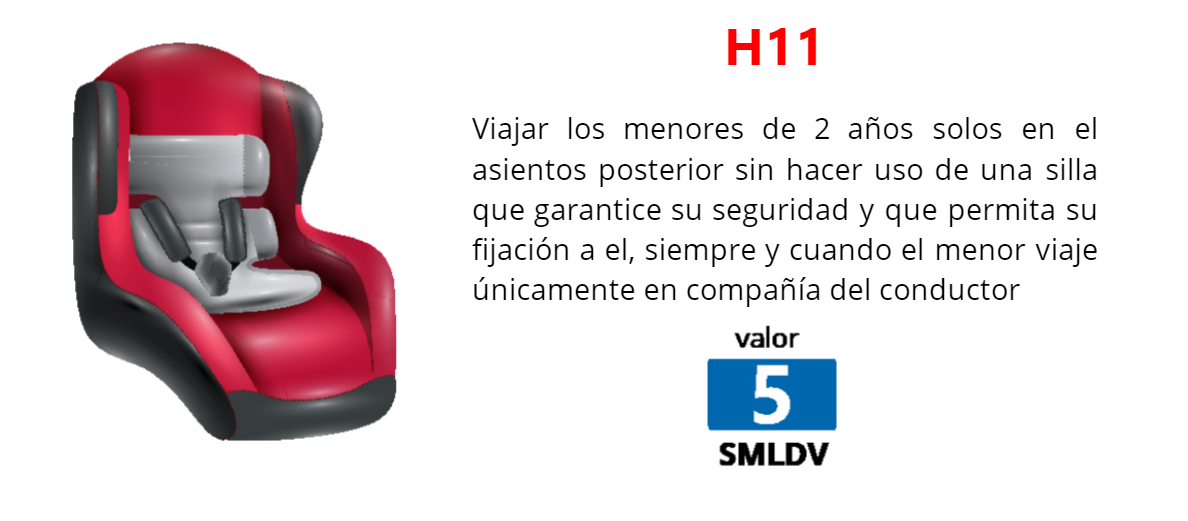 H11
Viajar los menores de 2 años solos en el
asientos posterior sin hacer uso de una silla
que garantice su seguridad y que permita su
fijación a el, siempre y cuando el menor viaje
únicamente en compañía del conductor
valor
5
SMLDV